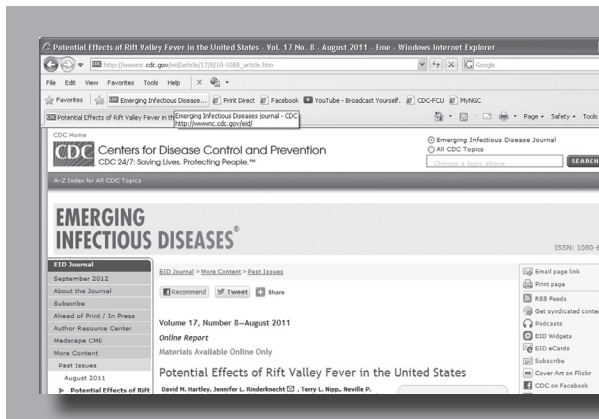 Potential Effects of Rift Valley Fever in the United States - Vol. 17 No. 8 - August 2011 - Eme - Windows Internet Explorer
http://wwwnc.cdc.gov/eid/article/17/8/10-1088_article.htm
Google
File Edit View Favorites Tools Help
Favorites Emerging Infectious Disease... Print Direct Facebook YouTube - Broadcast Yourself. CDC-FCU MyNGC
Potential Effects of Rift Valley Fever in th
Emerging Infectious Diseases journal - CDC
http://wwwnc.cdc.gov/eid/
Page Safety Tools
CDC Home
CDC Centers for Disease Control and Prevention
CDC 24/7: Saving Lives. Protecting People.™
Emerging Infectious Disease Journal
All CDC Topics
Choose a topic above
SEARCH
A-Z Index for All CDC Topics
EMERGING
INFECTIOUS DISEASES®
ISSN: 1080-6
EID Journal
September 2012
About the Journal
Subscribe
Ahead of Print / In Press
Author Resource Center
Medscape CME
More Content
Past Issues
August 2011
Potential Effects of Rift
EID Journal > More Content > Past Issues
Recommend Tweet Share
Volume 17, Number 8—August 2011
Online Report
Materials Available Online Only
Potential Effects of Rift Valley Fever in the United States
David M. Hartley, Jennifer L. Rinderknecht, Terry L. Nipp, Neville P.
Email page link
Print page
RSS Feeds
Get syndicated conten
Podcasts
EID Widgets
EID eCards
Subscribe
Cover Art on Flickr
CDC on Facebook